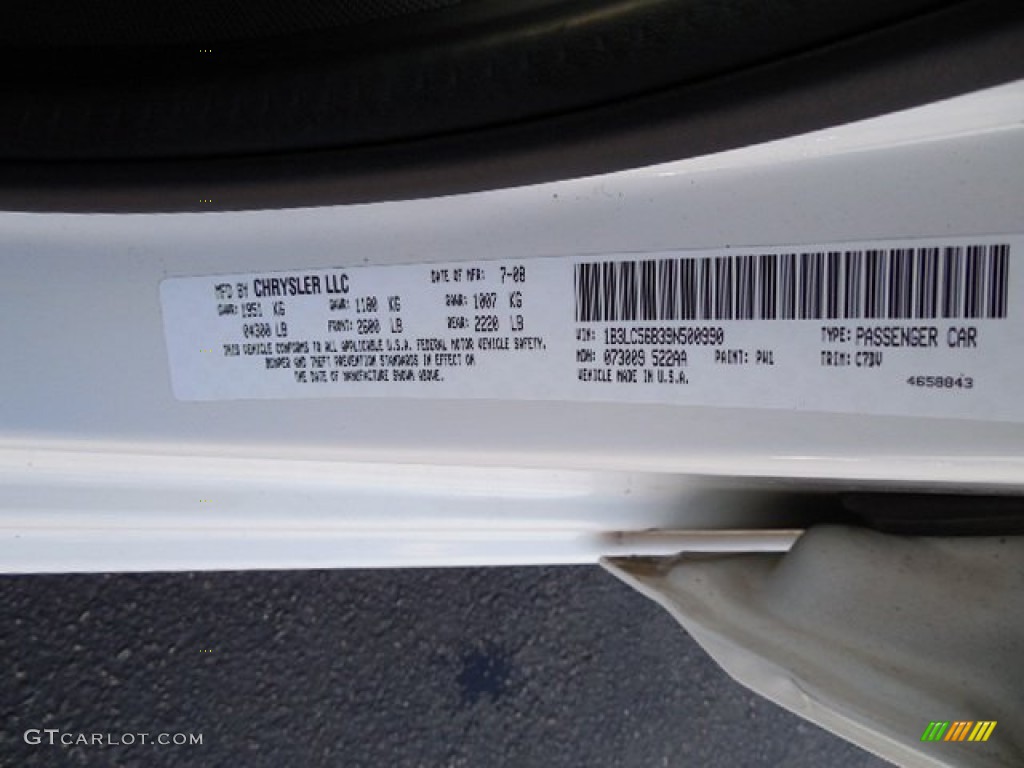 MFD BY CHRYSLER LLC DATE OF MFR: 7-08
GVWR: 1951 KG GAWR: 1180 KG GAWR: 1007 KG
04300 LB FRONT: 2600 LB REAR: 2220 LB
THIS VEHICLE CONFORMS TO ALL APPLICABLE U.S.A. FEDERAL MOTOR VEHICLE SAFETY,
BUMPER AND THEFT PREVENTION STANDARDS IN EFFECT ON
THE DATE OF MANUFACTURE SHOWN ABOVE.
VIN: 1B3LC56B39N500990 TYPE: PASSENGER CAR
MDH: 073009 522AA PAINT: PW1 TRIM: C7DV
VEHICLE MADE IN U.S.A.
4658843
GTCARLOT.COM